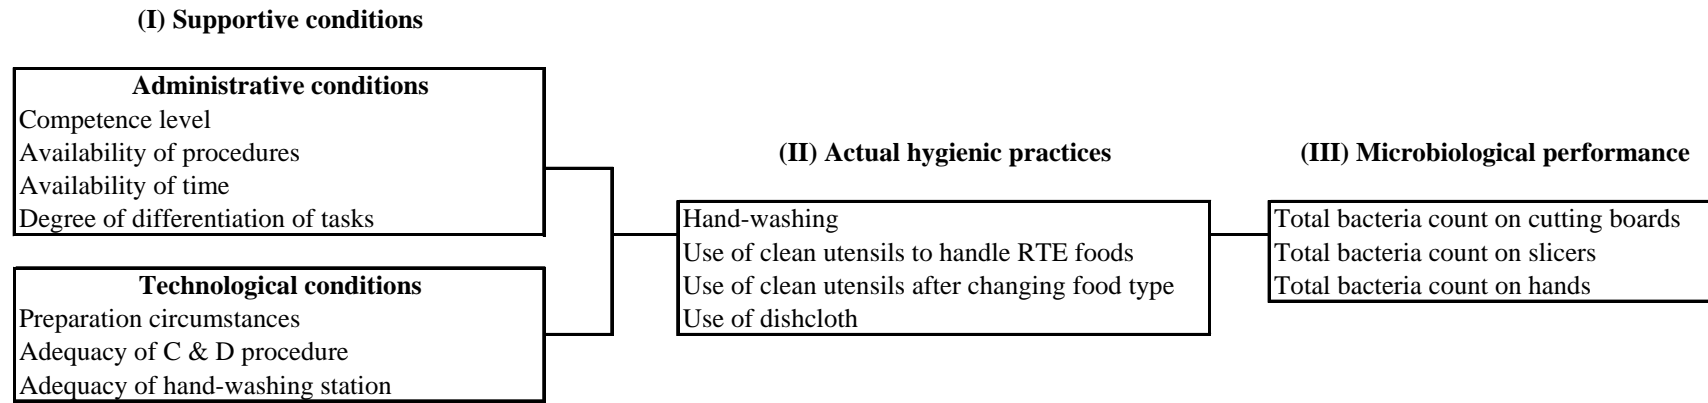 (I) Supportive conditions
Administrative conditions
Competence level
Availability of procedures
Availability of time
Degree of differentiation of tasks
Technological conditions
Preparation circumstances
Adequacy of C & D procedure
Adequacy of hand-washing station
(II) Actual hygienic practices
Hand-washing
Use of clean utensils to handle RTE foods
Use of clean utensils after changing food type
Use of dishcloth
(III) Microbiological performance
Total bacteria count on cutting boards
Total bacteria count on slicers
Total bacteria count on hands